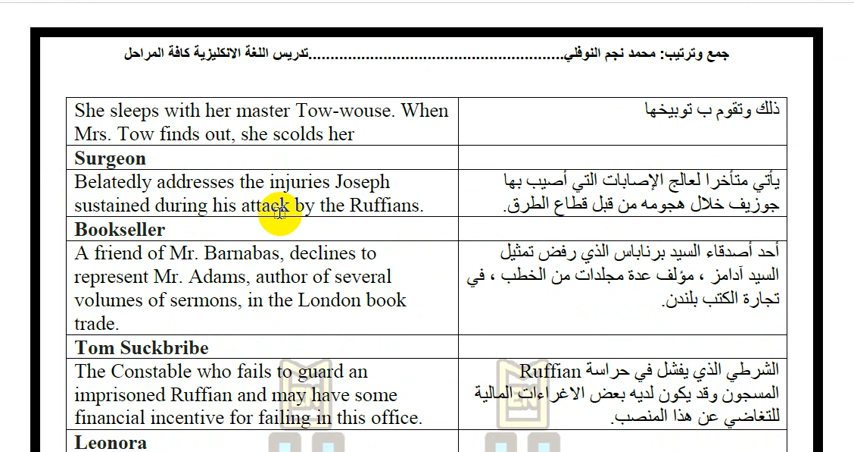 جمع وترتيب: محمد نجم النوفلي..........................................................تدريس اللغة الانكليزية كافة المراحل
She sleeps with her master Tow-wouse. When
Mrs. Tow finds out, she scolds her
ذلك وتقوم ب توبيخها
Surgeon
Belatedly addresses the injuries Joseph
sustained during his attack by the Ruffians.
يأتي متأخرا لعالج الإصابات التي أصيب بها
جوزيف خلال هجومه من قبل قطاع الطرق.
Bookseller
A friend of Mr. Barnabas, declines to
represent Mr. Adams, author of several
volumes of sermons, in the London book
trade.
أحد أصدقاء السيد برناباس الذي رفض تمثيل
السيد آدامز ، مؤلف عدة مجلدات من الخطب ، في
تجارة الكتب بلندن.
Tom Suckbribe
The Constable who fails to guard an
imprisoned Ruffian and may have some
financial incentive for failing in this office.
الشرطي الذي يفشل في حراسة Ruffian
المسجون وقد يكون لديه بعض الاغراءات المالية
للتغاضي عن هذا المنصب.
Leonora